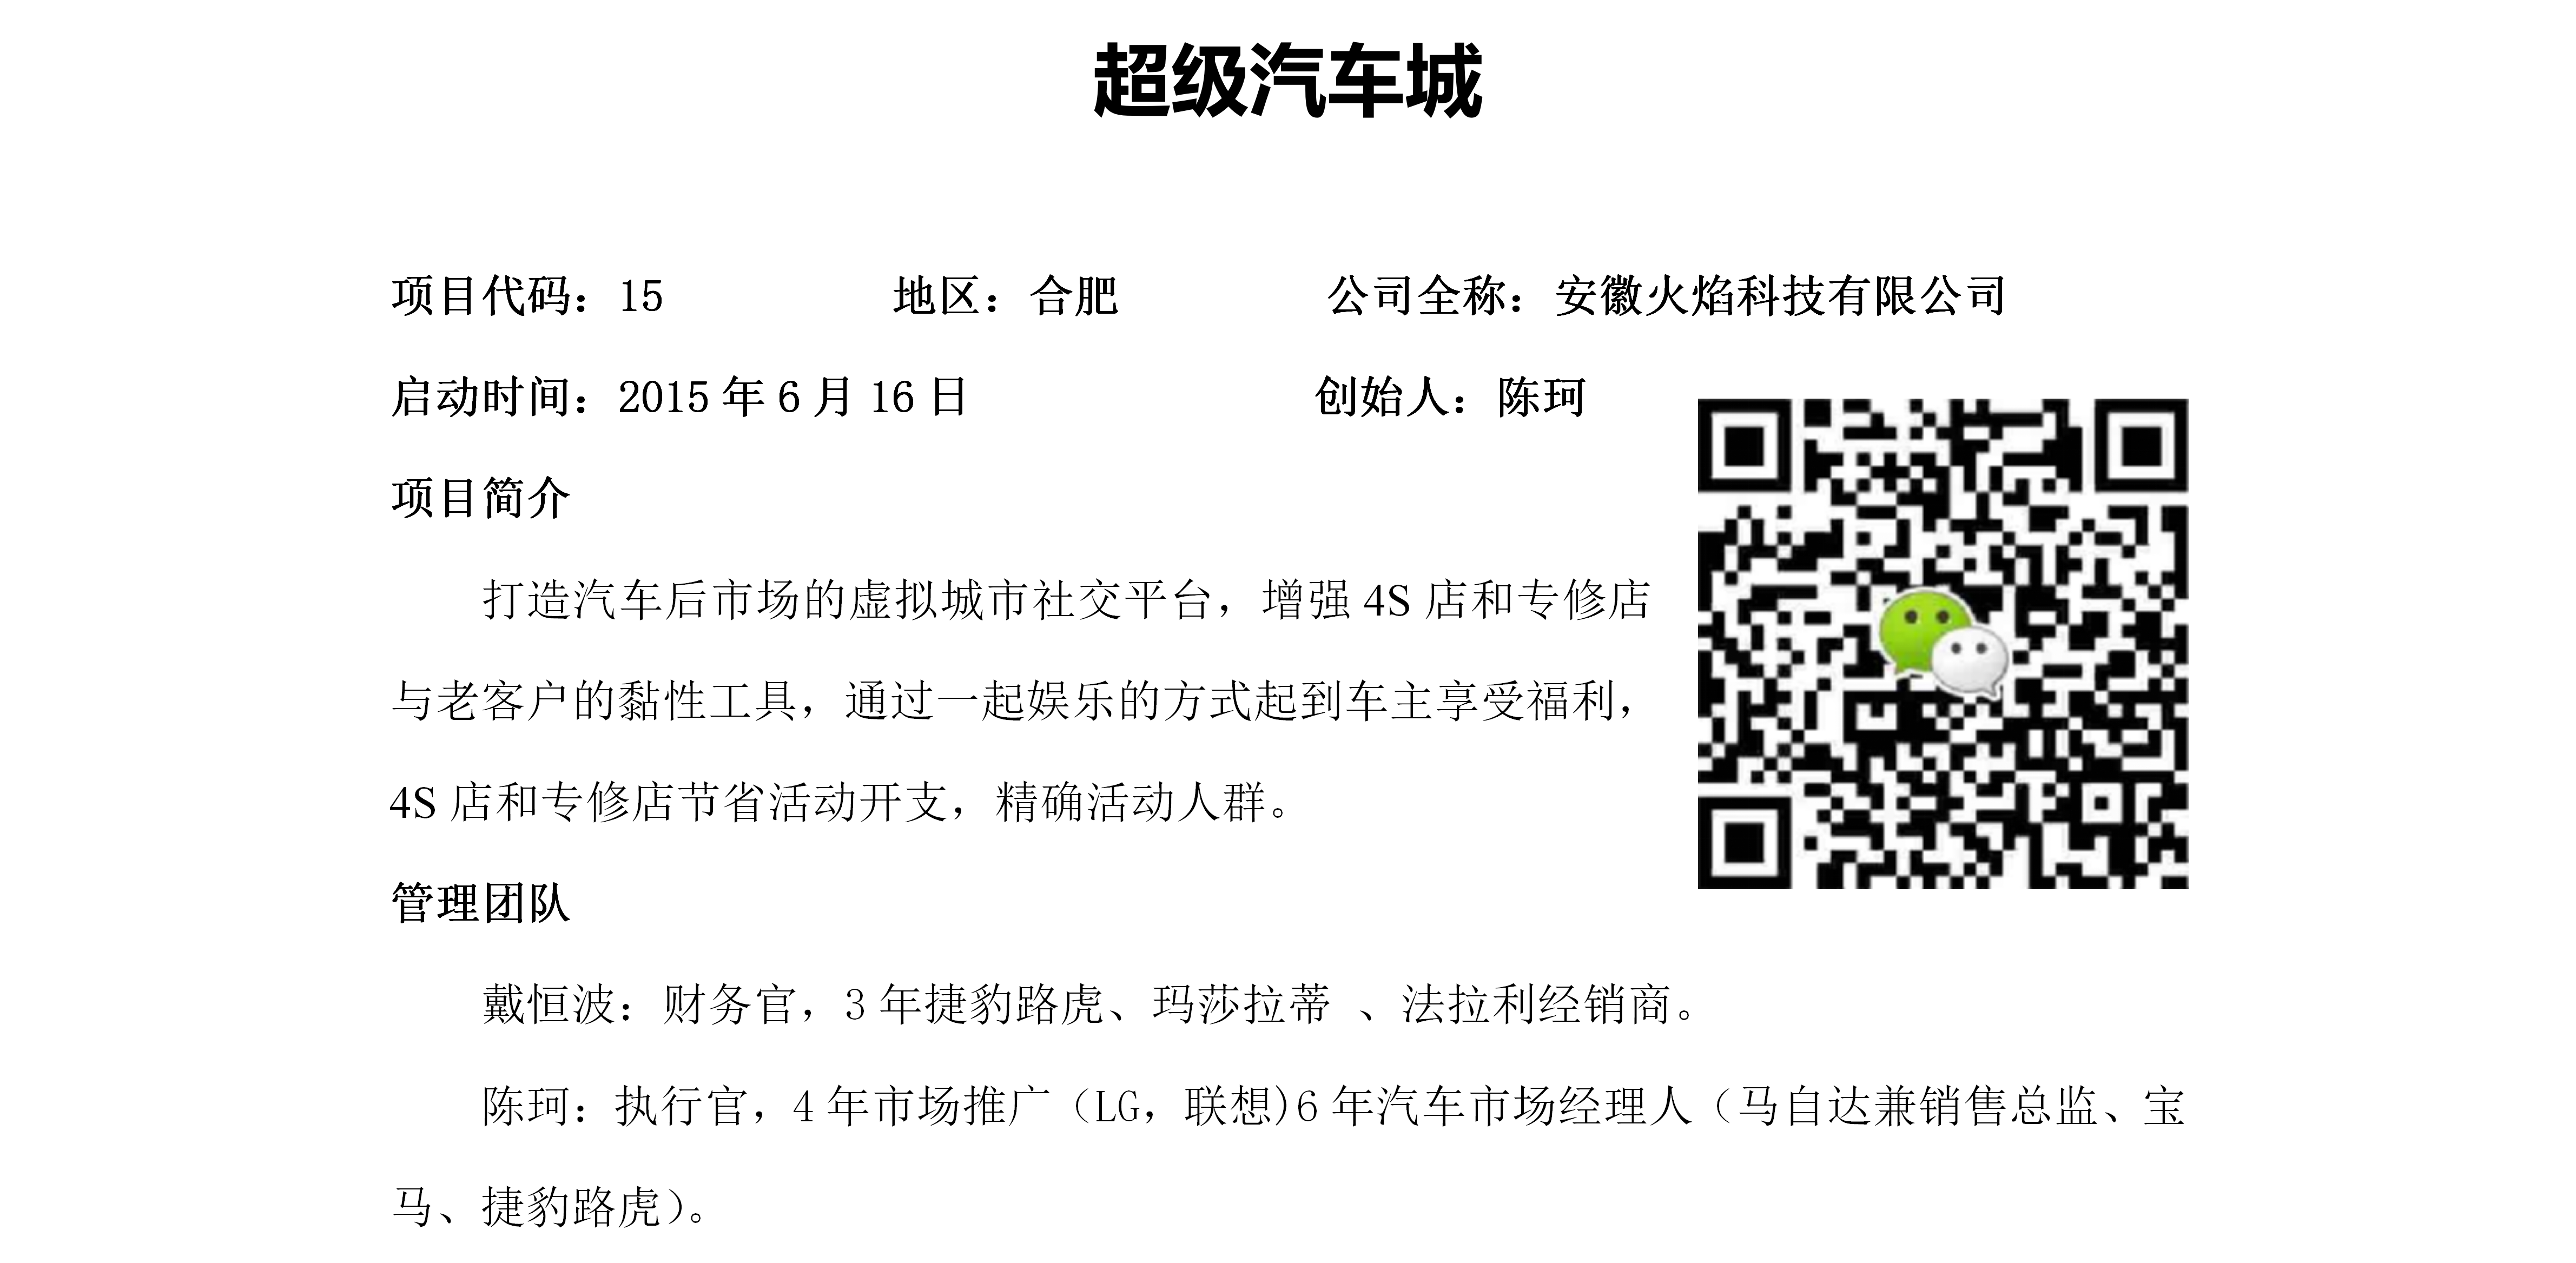 超级汽车城
项目代码：15 地区：合肥 公司全称：安徽火焰科技有限公司
启动时间：2015 年 6 月 16 日 创始人：陈珂
项目简介
打造汽车后市场的虚拟城市社交平台，增强 4S 店和专修店
与老客户的黏性工具，通过一起娱乐的方式起到车主享受福利，
4S 店和专修店节省活动开支，精确活动人群。
管理团队
戴恒波：财务官，3 年捷豹路虎、玛莎拉蒂 、法拉利经销商。
陈珂：执行官，4 年市场推广（LG，联想)6 年汽车市场经理人（马自达兼销售总监、宝
马、捷豹路虎）。